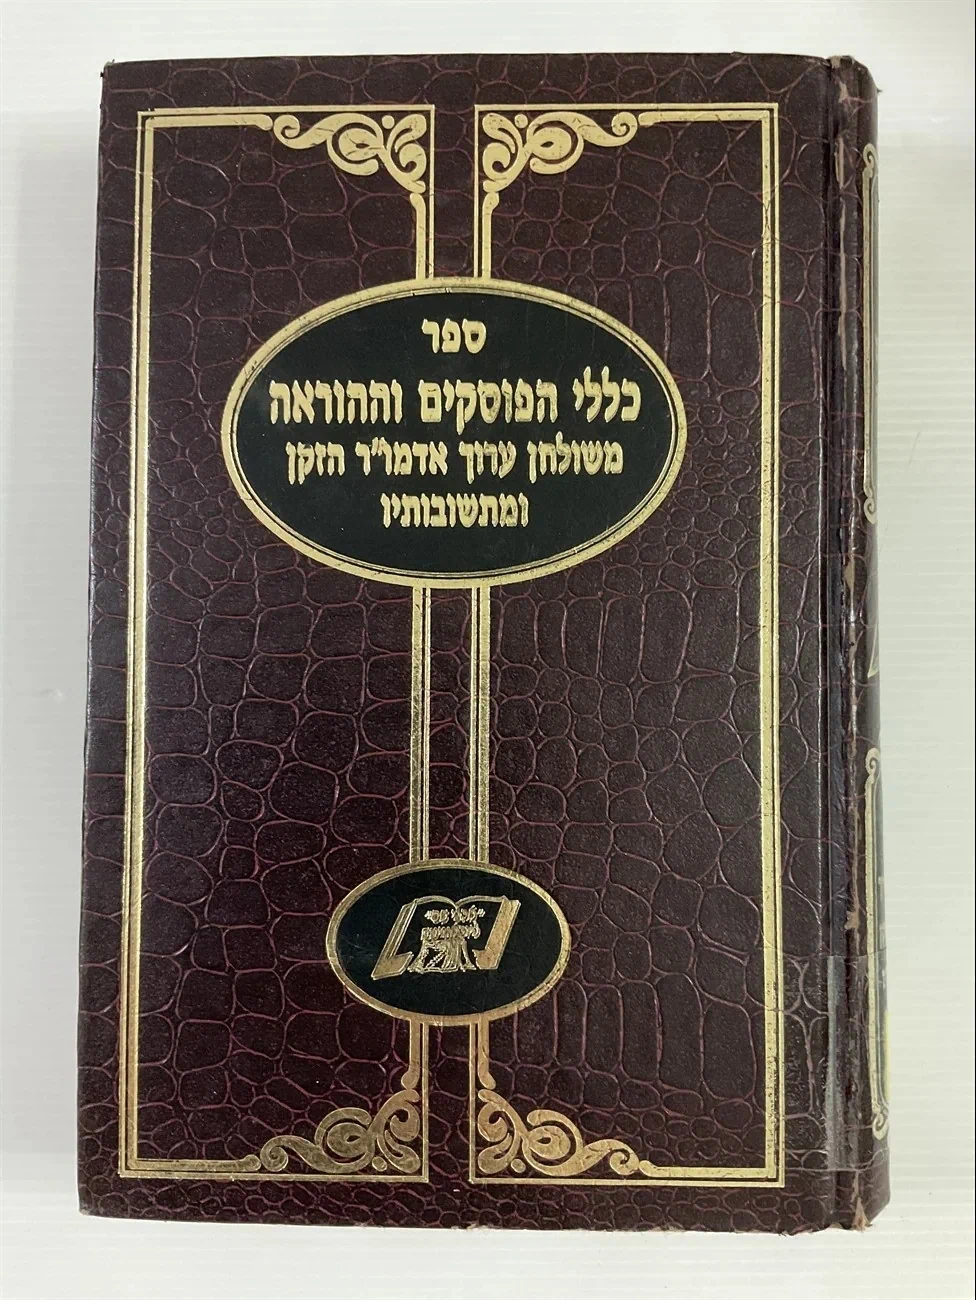 ספר
כללי הפוסקים וההוראה
משולחן ערוך אדמו"ר הזקן
ומתשובותיו